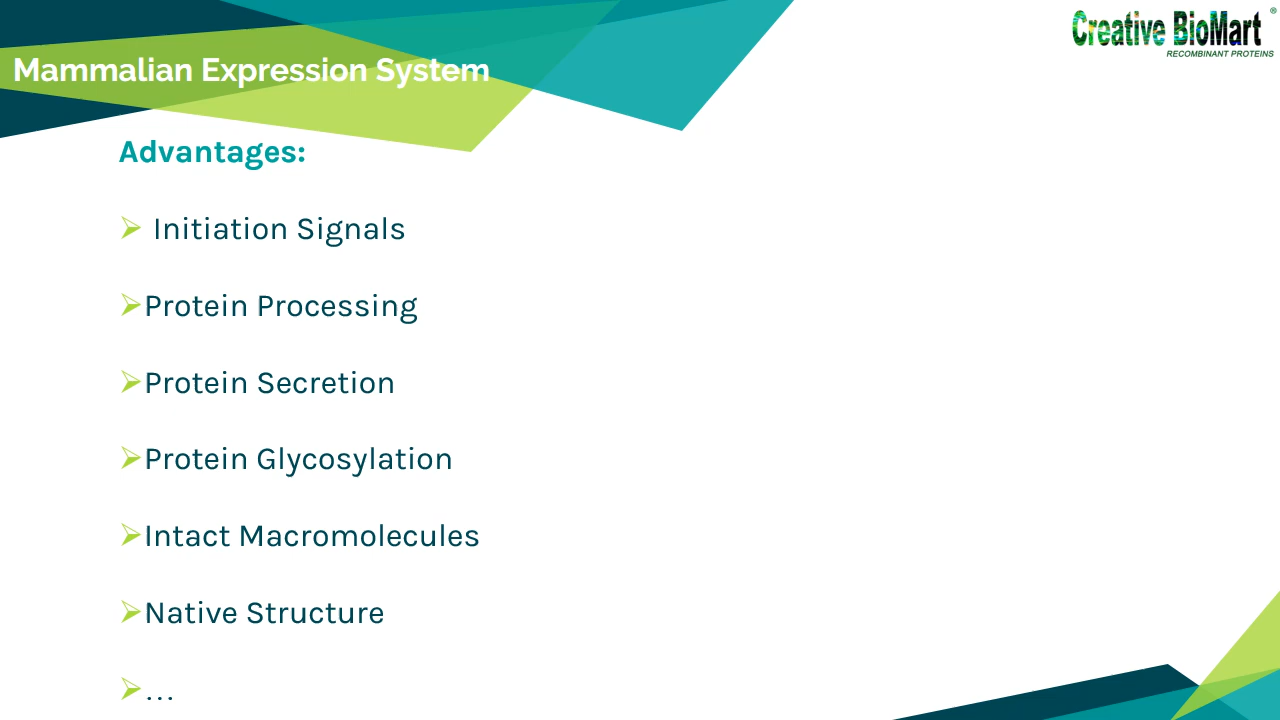 Creative BioMart®
RECOMBINANT PROTEINS
Mammalian Expression System
Advantages:
➢ Initiation Signals
➢Protein Processing
➢Protein Secretion
➢Protein Glycosylation
➢Intact Macromolecules
➢Native Structure
➢...